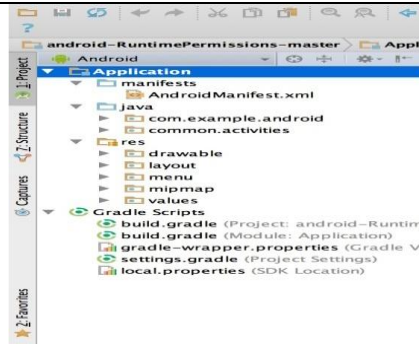 android-RuntimePermissions-master
Android
Application
manifests
AndroidManifest.xml
java
com.example.android
common.activities
res
drawable
layout
menu
mipmap
values
Gradle Scripts
build.gradle (Project: android-Runtim
build.gradle (Module: Application)
gradle-wrapper.properties (Gradle V
settings.gradle (Project Settings)
local.properties (SDK Location)
1: Project
7: Structure
Captures
2: Favorites